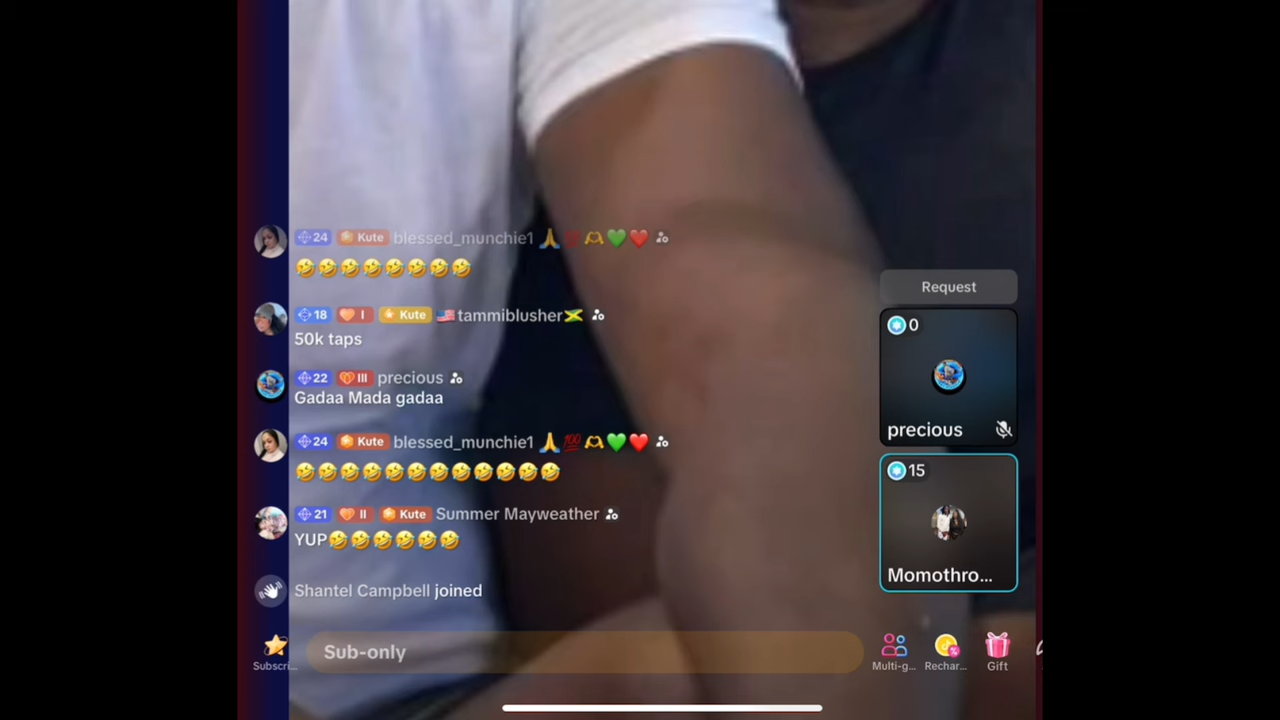 24 Kute blessed_munchie1 🙏💯🫶💚❤️
🤣🤣🤣🤣🤣🤣🤣🤣
18 I Kute 🇺🇸tammiblusher🇯🇲
50k taps
22 III precious
Gadaa Mada gadaa
24 Kute blessed_munchie1 🙏💯🫶💚❤️
🤣🤣🤣🤣🤣🤣🤣🤣🤣🤣🤣🤣
21 II Kute Summer Mayweather
YUP🤣🤣🤣🤣🤣🤣
Shantel Campbell joined
Request
0
precious
15
Momothro...
Subscri...
Sub-only
Multi-g...
Rechar...
Gift